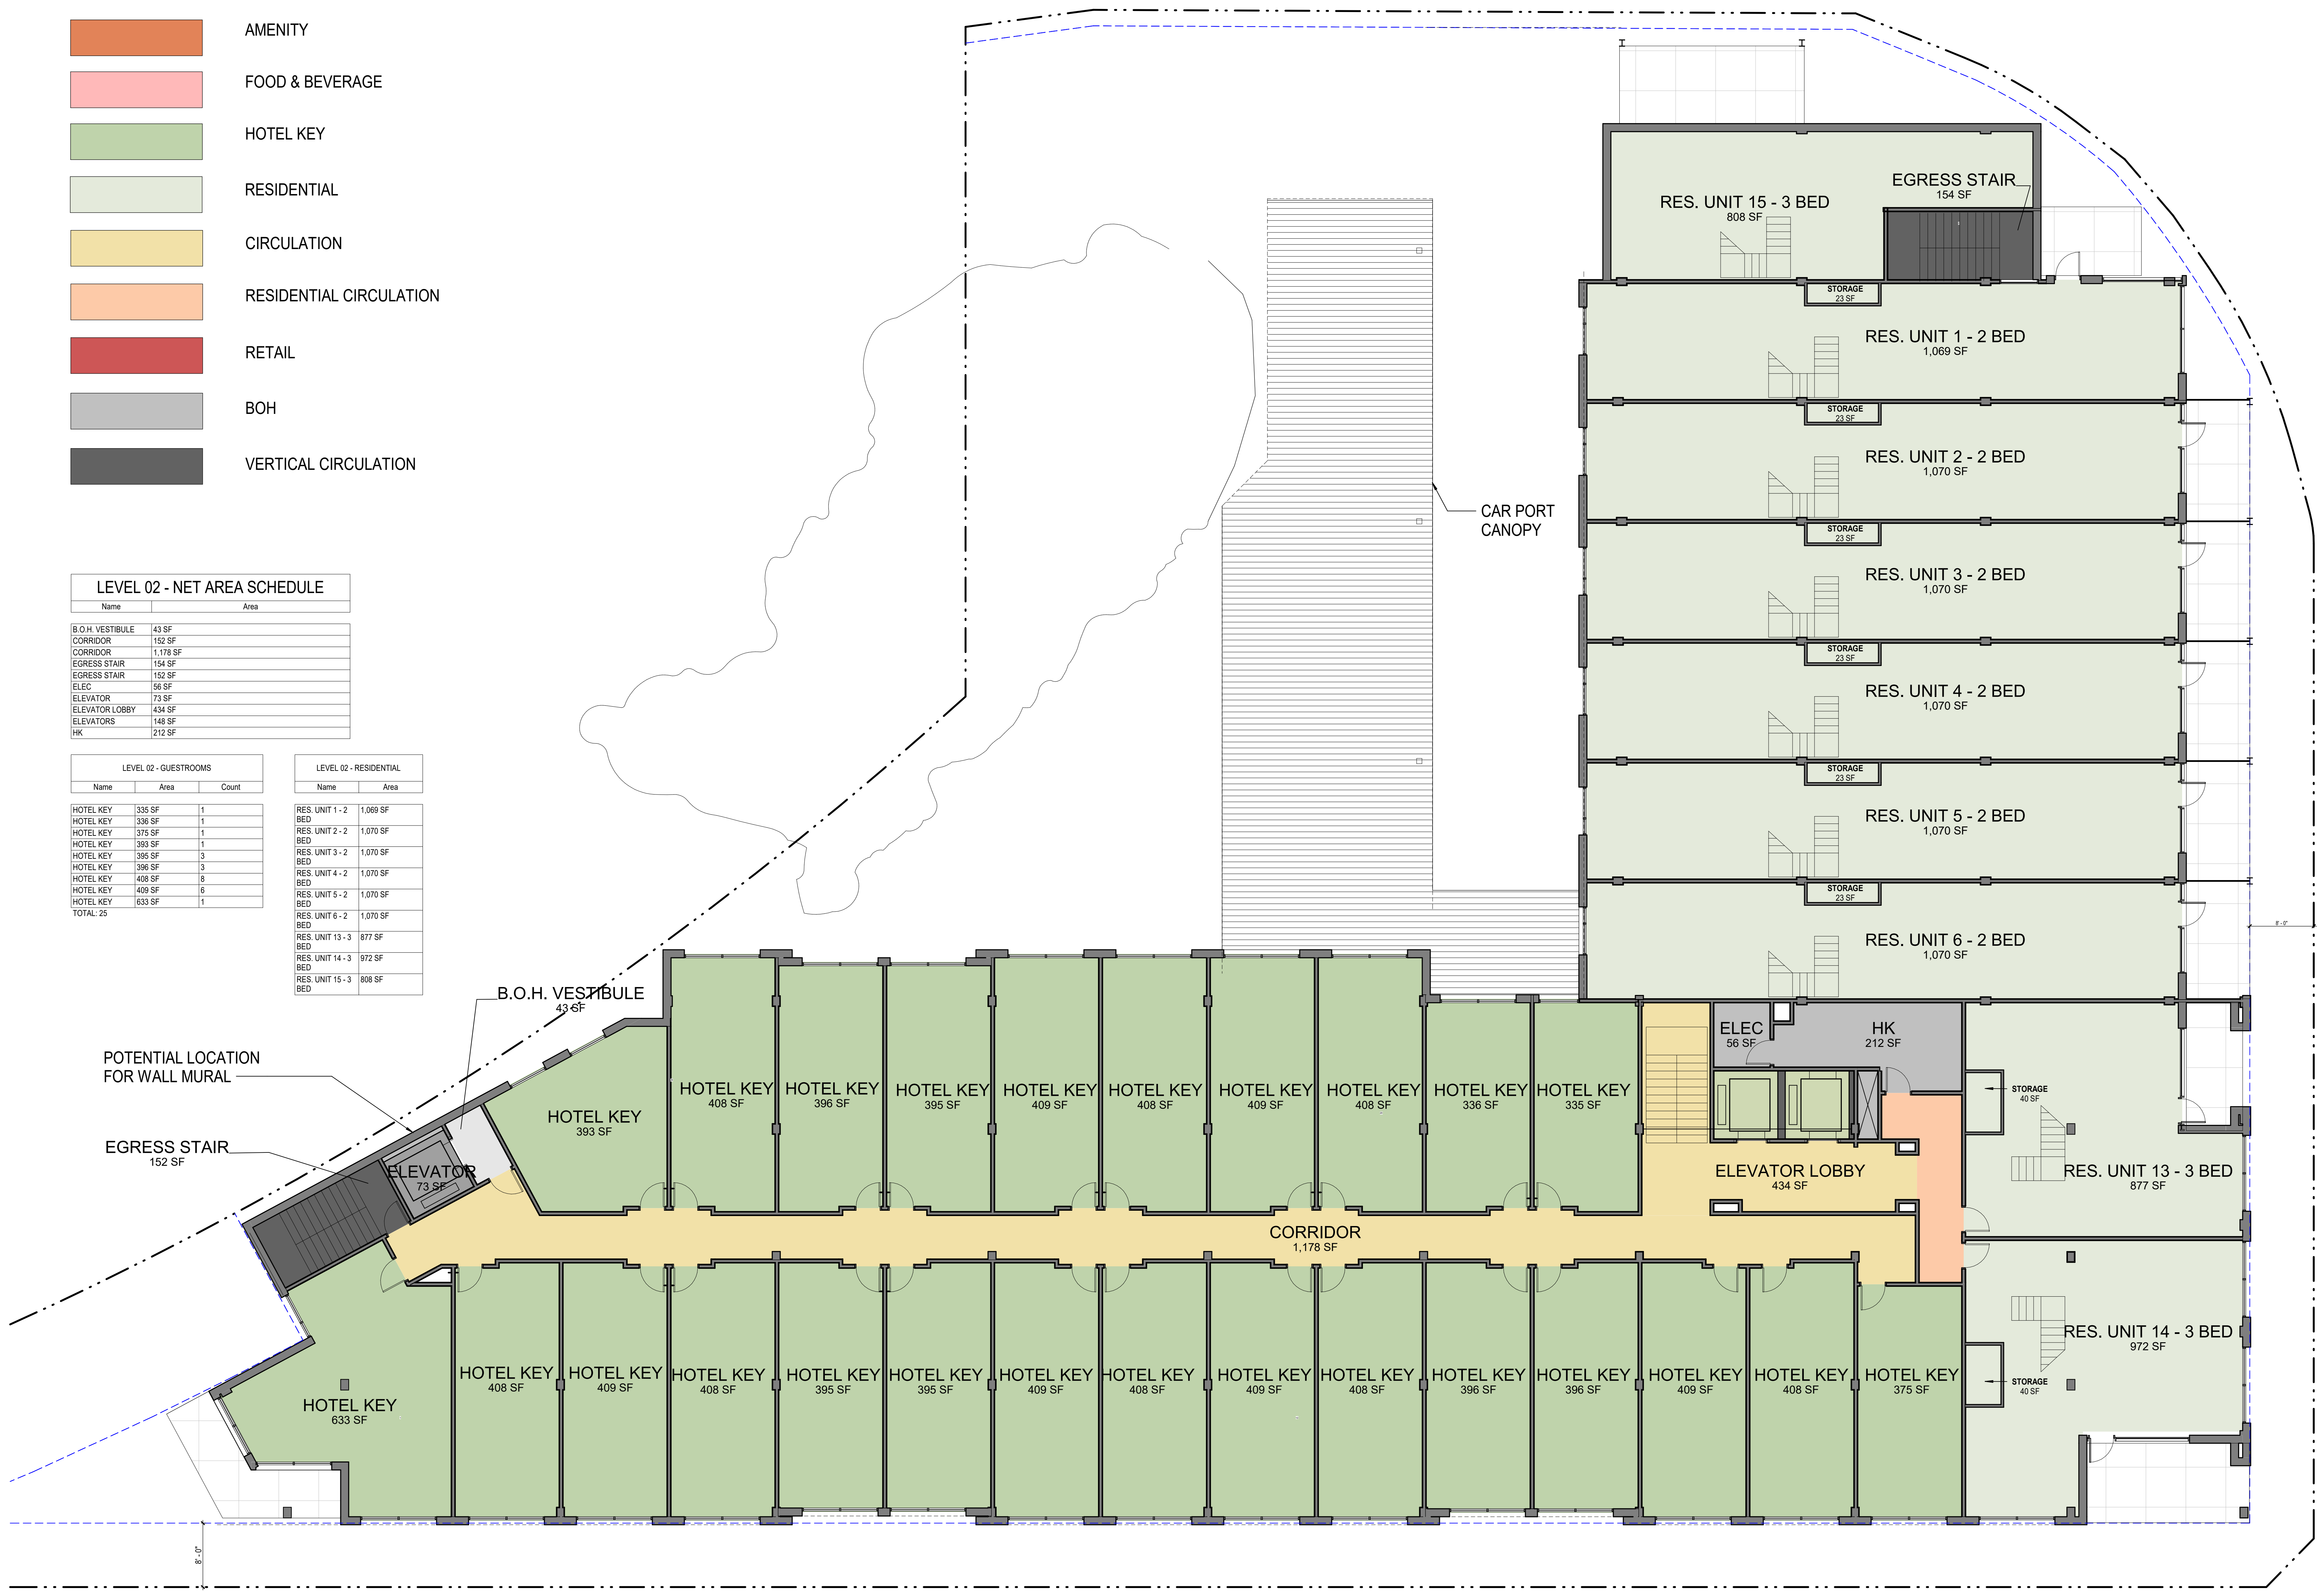 AMENITY
FOOD & BEVERAGE
HOTEL KEY
RESIDENTIAL
CIRCULATION
RESIDENTIAL CIRCULATION
RETAIL
BOH
VERTICAL CIRCULATION
LEVEL 02 - NET AREA SCHEDULE
Name Area
B.O.H. VESTIBULE 43 SF
CORRIDOR 152 SF
CORRIDOR 1,178 SF
EGRESS STAIR 154 SF
EGRESS STAIR 152 SF
ELEC 56 SF
ELEVATOR 73 SF
ELEVATOR LOBBY 434 SF
ELEVATORS 148 SF
HK 212 SF
LEVEL 02 - GUESTROOMS
Name Area Count
HOTEL KEY 335 SF 1
HOTEL KEY 336 SF 1
HOTEL KEY 375 SF 1
HOTEL KEY 393 SF 1
HOTEL KEY 395 SF 3
HOTEL KEY 396 SF 3
HOTEL KEY 408 SF 8
HOTEL KEY 409 SF 6
HOTEL KEY 633 SF 1
TOTAL: 25
LEVEL 02 - RESIDENTIAL
Name Area
RES. UNIT 1 - 2 1,069 SF
BED
RES. UNIT 2 - 2 1,070 SF
BED
RES. UNIT 3 - 2 1,070 SF
BED
RES. UNIT 4 - 2 1,070 SF
BED
RES. UNIT 5 - 2 1,070 SF
BED
RES. UNIT 6 - 2 1,070 SF
BED
RES. UNIT 13 - 3 877 SF
BED
RES. UNIT 14 - 3 972 SF
BED
RES. UNIT 15 - 3 808 SF
BED
RES. UNIT 15 - 3 BED
808 SF
EGRESS STAIR
154 SF
STORAGE
23 SF
RES. UNIT 1 - 2 BED
1,069 SF
STORAGE
23 SF
RES. UNIT 2 - 2 BED
1,070 SF
CAR PORT
CANOPY
STORAGE
23 SF
RES. UNIT 3 - 2 BED
1,070 SF
STORAGE
23 SF
RES. UNIT 4 - 2 BED
1,070 SF
STORAGE
23 SF
RES. UNIT 5 - 2 BED
1,070 SF
STORAGE
23 SF
RES. UNIT 6 - 2 BED
1,070 SF
8' - 0"
B.O.H. VESTIBULE
43 SF
POTENTIAL LOCATION
FOR WALL MURAL
EGRESS STAIR
152 SF
ELEVATOR
73 SF
HOTEL KEY
393 SF
HOTEL KEY
408 SF
HOTEL KEY
396 SF
HOTEL KEY
395 SF
HOTEL KEY
409 SF
HOTEL KEY
408 SF
HOTEL KEY
409 SF
HOTEL KEY
408 SF
HOTEL KEY
336 SF
HOTEL KEY
335 SF
ELEC
56 SF
HK
212 SF
STORAGE
40 SF
ELEVATOR LOBBY
434 SF
RES. UNIT 13 - 3 BED
877 SF
CORRIDOR
1,178 SF
RES. UNIT 14 - 3 BED
972 SF
STORAGE
40 SF
HOTEL KEY
633 SF
HOTEL KEY
408 SF
HOTEL KEY
409 SF
HOTEL KEY
408 SF
HOTEL KEY
395 SF
HOTEL KEY
395 SF
HOTEL KEY
409 SF
HOTEL KEY
408 SF
HOTEL KEY
409 SF
HOTEL KEY
408 SF
HOTEL KEY
396 SF
HOTEL KEY
396 SF
HOTEL KEY
409 SF
HOTEL KEY
408 SF
HOTEL KEY
375 SF
8' - 0"